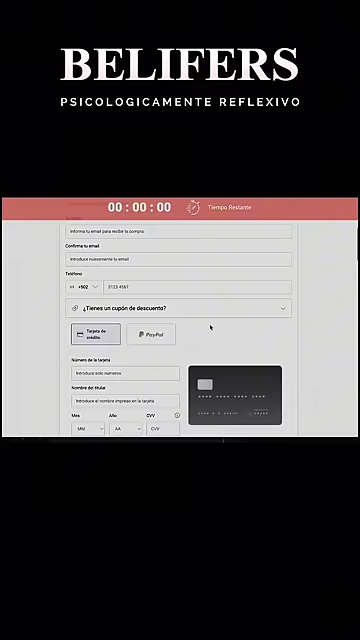 BELIFERS
PSICOLOGICAMENTE REFLEXIVO
00 : 00 : 00 Tiempo Restante
Informa tu email para recibir la compra
Confirma tu email
Introduce nuevamente tu email
Teléfono
+502 5123 4567
¿Tienes un cupón de descuento?
Tarjeta de crédito
PayPal
Número de la tarjeta
Introduce solo números
Nombre del titular
Introduce el nombre impreso en la tarjeta
Mes Año CVV
MM AA CVV